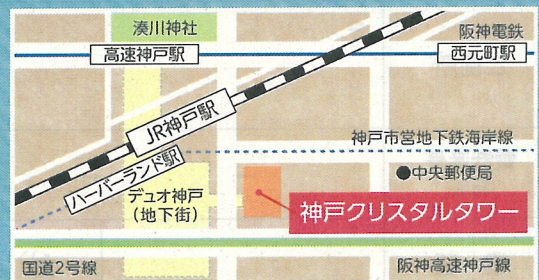 湊川神社
阪神電鉄
高速神戸駅
西元町駅
JR神戸駅
神戸市営地下鉄海岸線
ハーバーランド駅
●中央郵便局
デュオ神戸
(地下街)
神戸クリスタルタワー
国道2号線
阪神高速神戸線